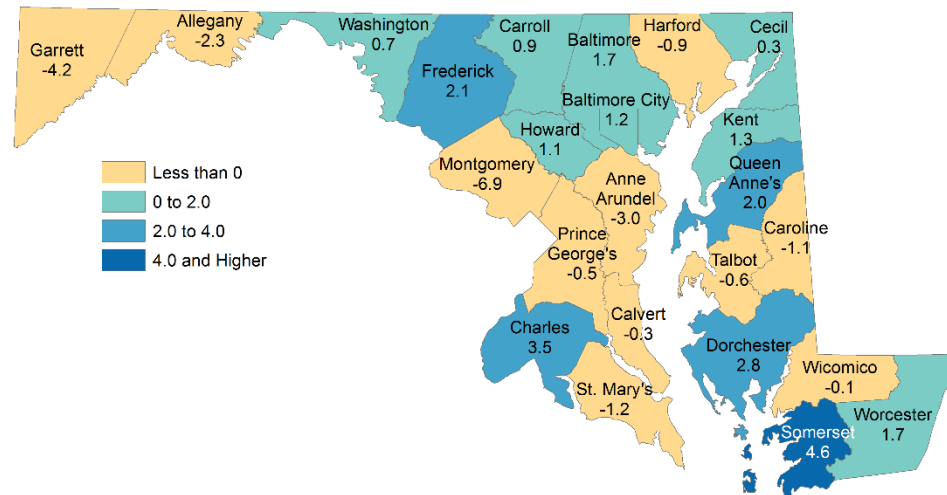 Garrett
-4.2
Allegany
-2.3
Washington
0.7
Frederick
2.1
Carroll
0.9
Baltimore
1.7
Harford
-0.9
Cecil
0.3
Baltimore City
1.2
Howard
1.1
Kent
1.3
Montgomery
-6.9
Anne
Arundel
-3.0
Queen
Anne's
2.0
Caroline
-1.1
Prince
George's
-0.5
Talbot
-0.6
Calvert
-0.3
Charles
3.5
Dorchester
2.8
St. Mary's
-1.2
Wicomico
-0.1
Somerset
4.6
Worcester
1.7
Less than 0
0 to 2.0
2.0 to 4.0
4.0 and Higher